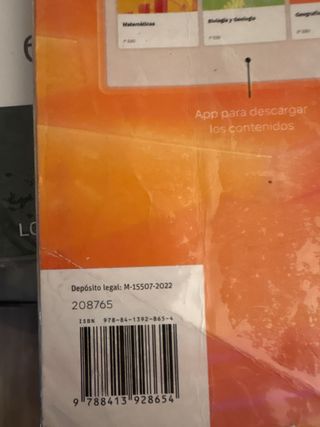 Matemáticas
Biología y Geología
Geografía
App para descargar
los contenidos
Depósito legal: M-15507-2022
208765
ISBN 978-84-1392-865-4
9 788413 928654